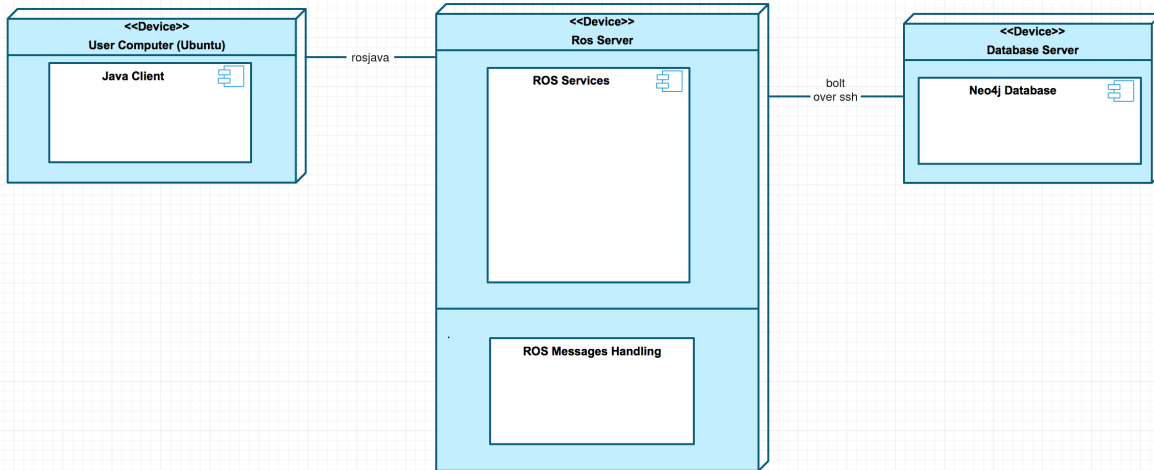 <<Device>>
User Computer (Ubuntu)
Java Client
rosjava
<<Device>>
Ros Server
ROS Services
ROS Messages Handling
bolt
over ssh
<<Device>>
Database Server
Neo4j Database